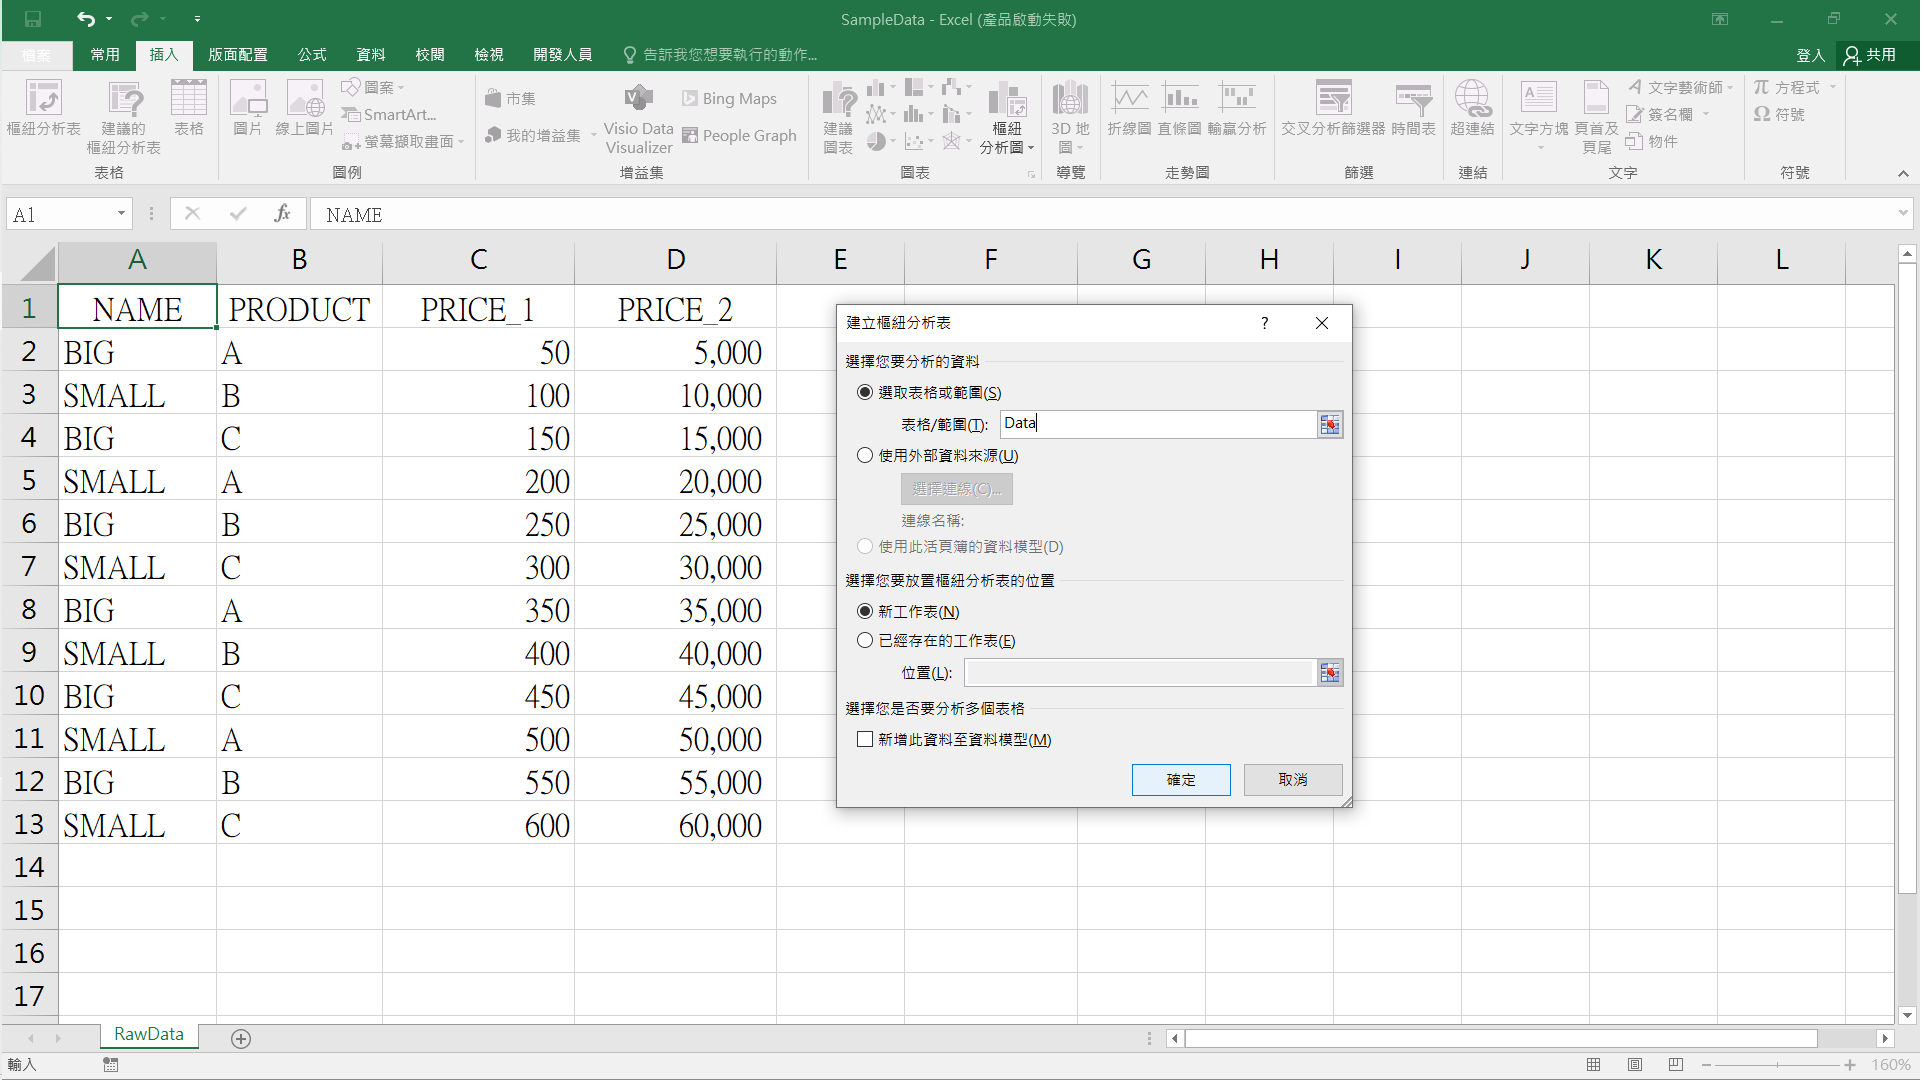 SampleData - Excel (產品啟動失敗)
檔案 常用 插入 版面配置 公式 資料 校閱 檢視 開發人員 告訴我您想要執行的動作... 登入 共用
樞紐分析表 建議的 樞紐分析表 表格
表格
圖片 線上圖片 圖案 SmartArt... 螢幕擷取畫面
圖例
市集 我的增益集 Visio Data Visualizer Bing Maps People Graph
增益集
建議 圖表 樞紐 分析圖
圖表
3D 地 圖
導覽
折線圖 直條圖 輸贏分析
走勢圖
交叉分析篩選器 時間表
篩選
超連結
連結
文字方塊 頁首及 頁尾 文字藝術師 簽名欄 物件
文字
π 方程式 Ω 符號
符號
A1 fx NAME
A B C D E F G H I J K L
1 NAME PRODUCT PRICE_1 PRICE_2
2 BIG A 50 5,000
3 SMALL B 100 10,000
4 BIG C 150 15,000
5 SMALL A 200 20,000
6 BIG B 250 25,000
7 SMALL C 300 30,000
8 BIG A 350 35,000
9 SMALL B 400 40,000
10 BIG C 450 45,000
11 SMALL A 500 50,000
12 BIG B 550 55,000
13 SMALL C 600 60,000
14
15
16
17
建立樞紐分析表 ?
選擇您要分析的資料
選取表格或範圍(S)
表格/範圍(T): Data
使用外部資料來源(U)
選擇連線(C)...
連線名稱:
使用此活頁簿的資料模型(D)
選擇您要放置樞紐分析表的位置
新工作表(N)
已經存在的工作表(E)
位置(L):
選擇您是否要分析多個表格
新增此資料至資料模型(M)
確定 取消
RawData
輸入 160%